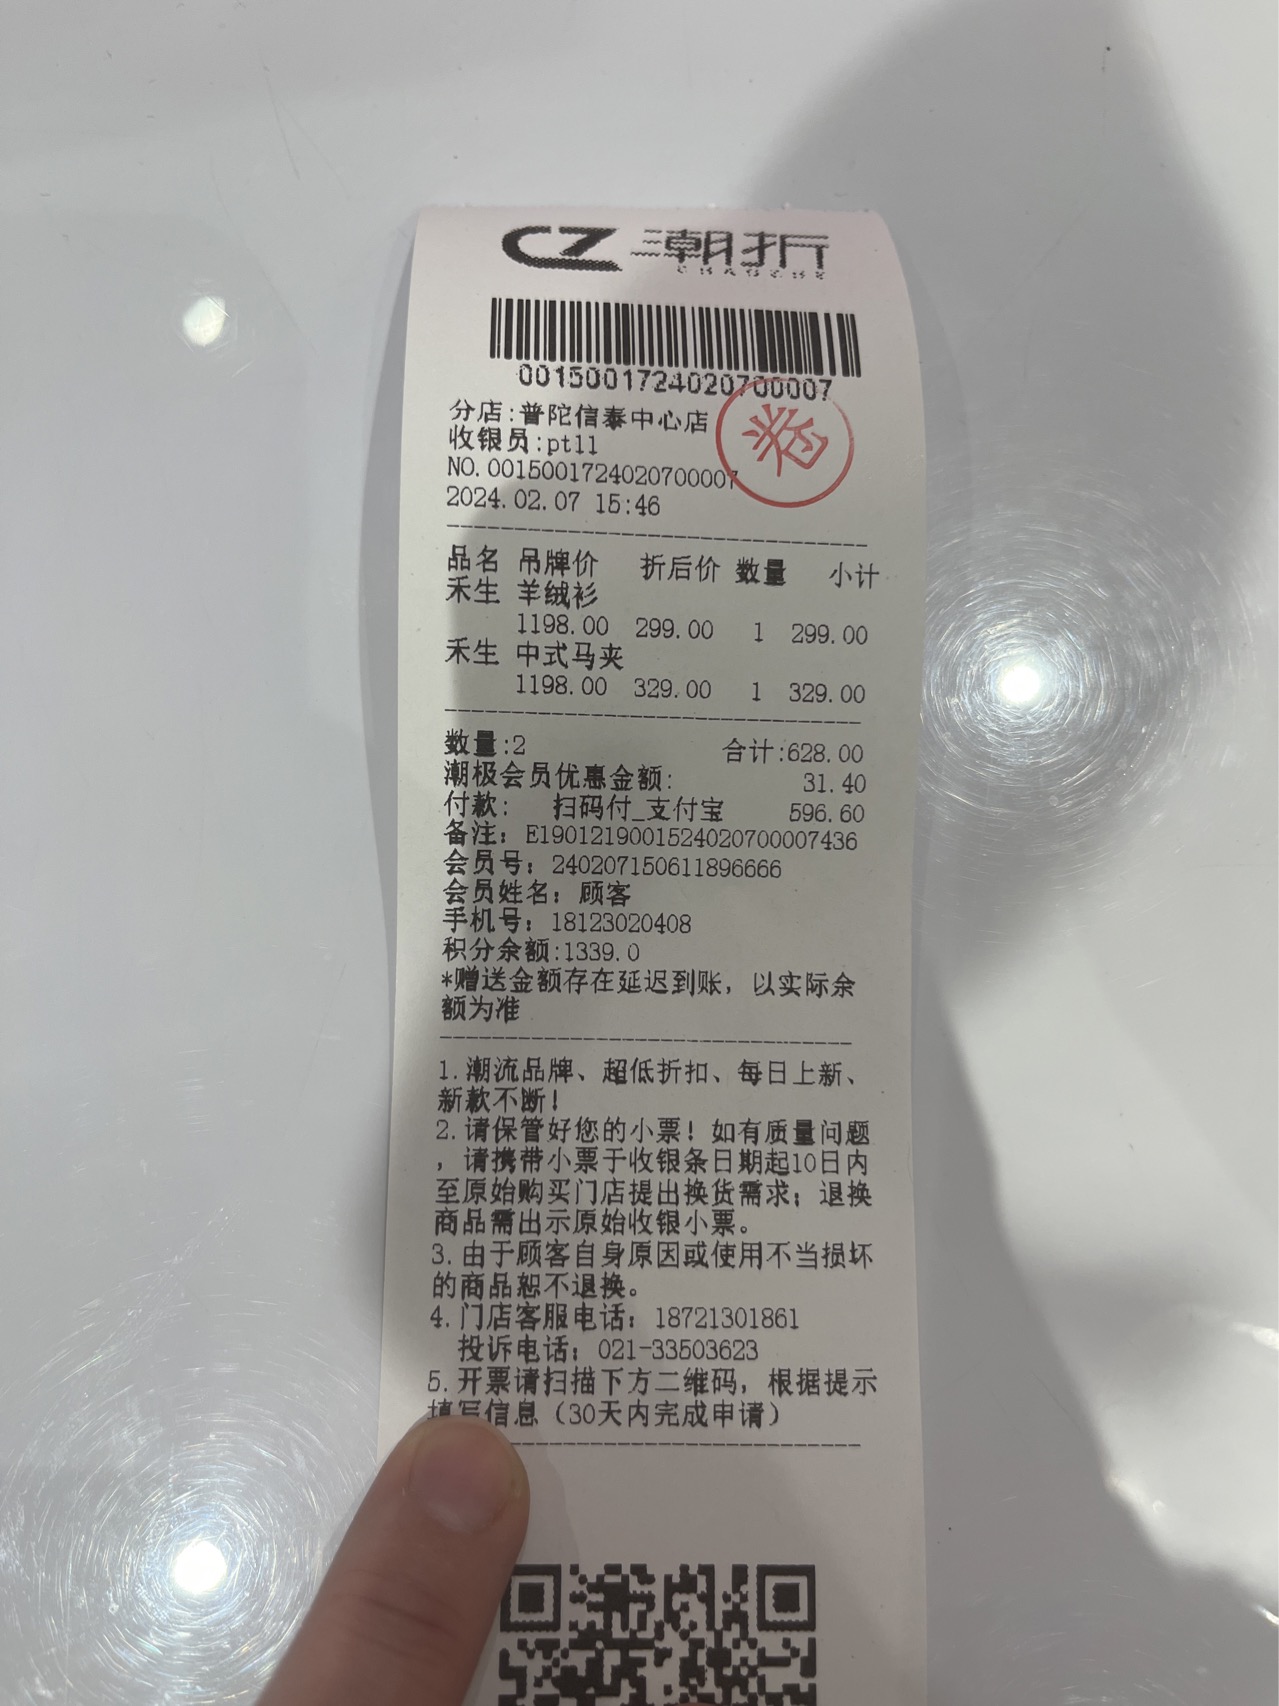 CZ 潮折
CHAOZHE
0015001724020700007
分店:普陀信泰中心店
卷
收银员:pt11
NO.0015001724020700007
2024.02.07 15:46
品名 吊牌价 折后价 数量 小计
禾生 羊绒衫
1198.00 299.00 1 299.00
禾生 中式马夹
1198.00 329.00 1 329.00
数量:2 合计:628.00
潮极会员优惠金额: 31.40
付款: 扫码付_支付宝 596.60
备注: E1901219001524020700007436
会员号: 240207150611896666
会员姓名: 顾客
手机号: 18123020408
积分余额:1339.0
*赠送金额存在延迟到账，以实际余
额为准
1.潮流品牌、超低折扣、每日上新、
新款不断!
2.请保管好您的小票!如有质量问题
，请携带小票于收银条日期起10日内
至原始购买门店提出换货需求；退换
商品需出示原始收银小票。
3.由于顾客自身原因或使用不当损坏
的商品恕不退换。
4.门店客服电话: 18721301861
投诉电话: 021-33503623
5.开票请扫描下方二维码，根据提示
填写信息（30天内完成申请）